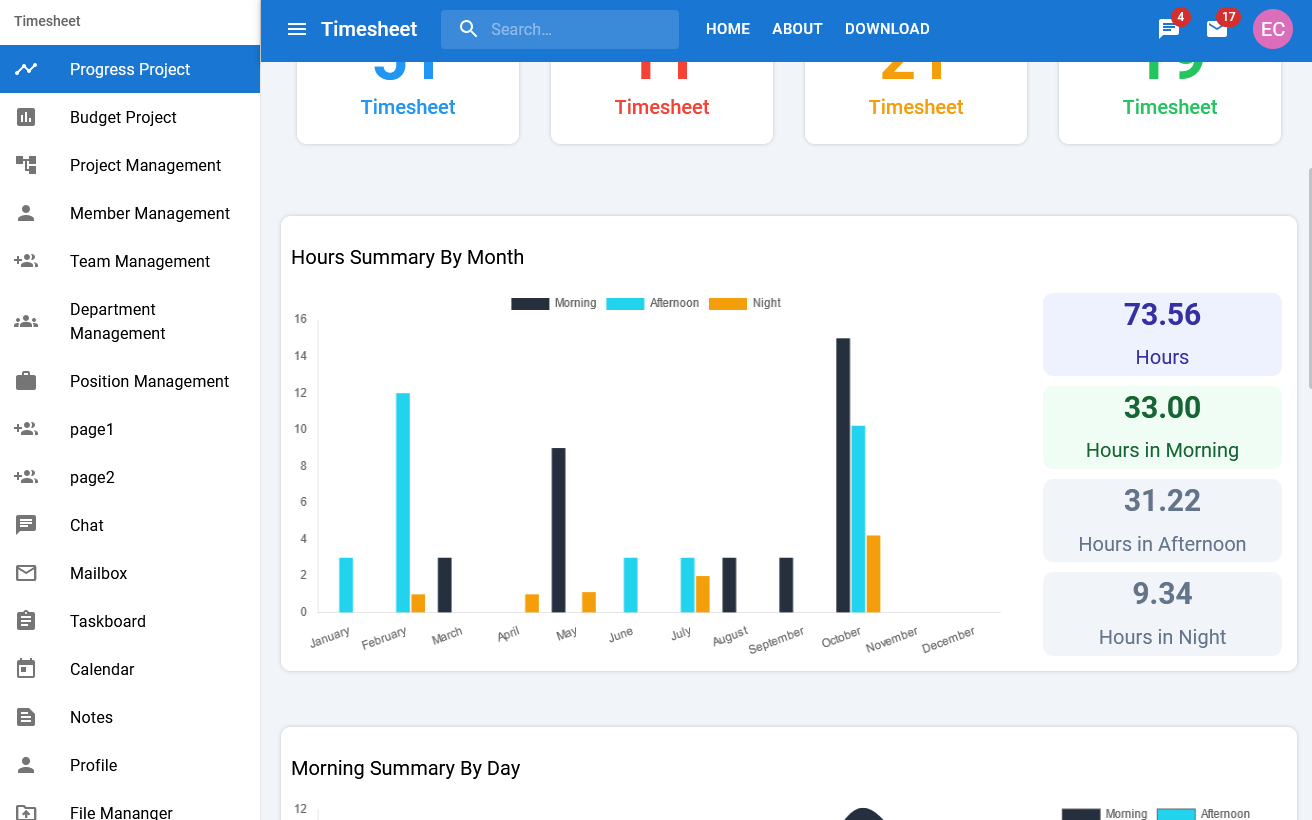 Timesheet
Progress Project
Budget Project
Project Management
Member Management
Team Management
Department
Management
Position Management
page1
page2
Chat
Mailbox
Taskboard
Calendar
Notes
Profile
File Mananger
Timesheet
Search...
HOME
ABOUT
DOWNLOAD
4
17
EC
Timesheet
Timesheet
Timesheet
Timesheet
Hours Summary By Month
Morning
Afternoon
Night
16
14
12
10
8
6
4
2
0
January
February
March
April
May
June
July
August
September
October
November
December
73.56
Hours
33.00
Hours in Morning
31.22
Hours in Afternoon
9.34
Hours in Night
Morning Summary By Day
12
Morning
Afternoon